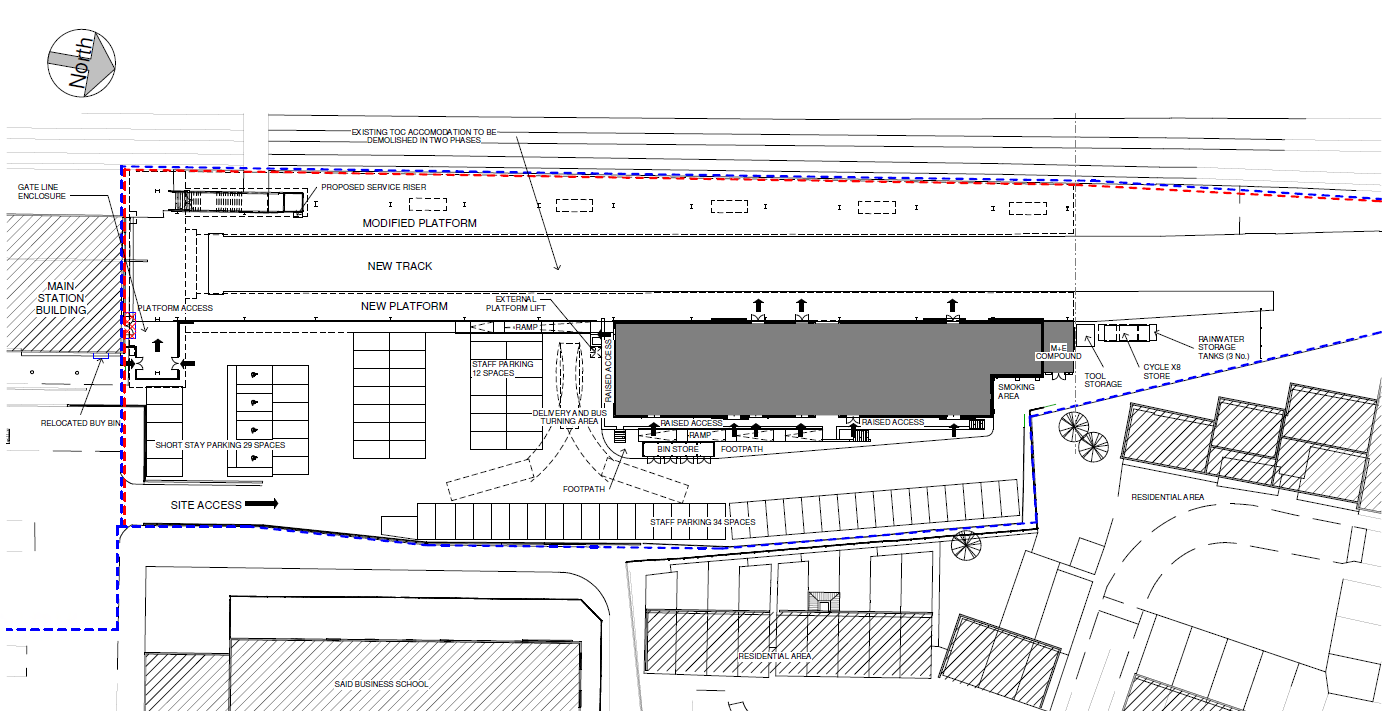 North
EXISTING TOC ACCOMODATION TO BE
DEMOLISHED IN TWO PHASES
GATE LINE
ENCLOSURE
PROPOSED SERVICE RISER
MODIFIED PLATFORM
NEW TRACK
MAIN
STATION
BUILDING
PLATFORM ACCESS
NEW PLATFORM
EXTERNAL
PLATFORM LIFT
RAMP
RAISED ACCESS
M+E
COMPOUND
RAINWATER
STORAGE
TANKS (3 No.)
CYCLE X8
STORE
TOOL
STORAGE
SMOKING
AREA
STAFF PARKING
12 SPACES
DELIVERY AND BUS
TURNING AREA
RELOCATED BUY BIN
RAISED ACCESS
RAISED ACCESS
RAMP
SHORT STAY PARKING 29 SPACES
BIN STORE
FOOTPATH
FOOTPATH
SITE ACCESS
STAFF PARKING 34 SPACES
RESIDENTIAL AREA
RESIDENTIAL AREA
SAID BUSINESS SCHOOL